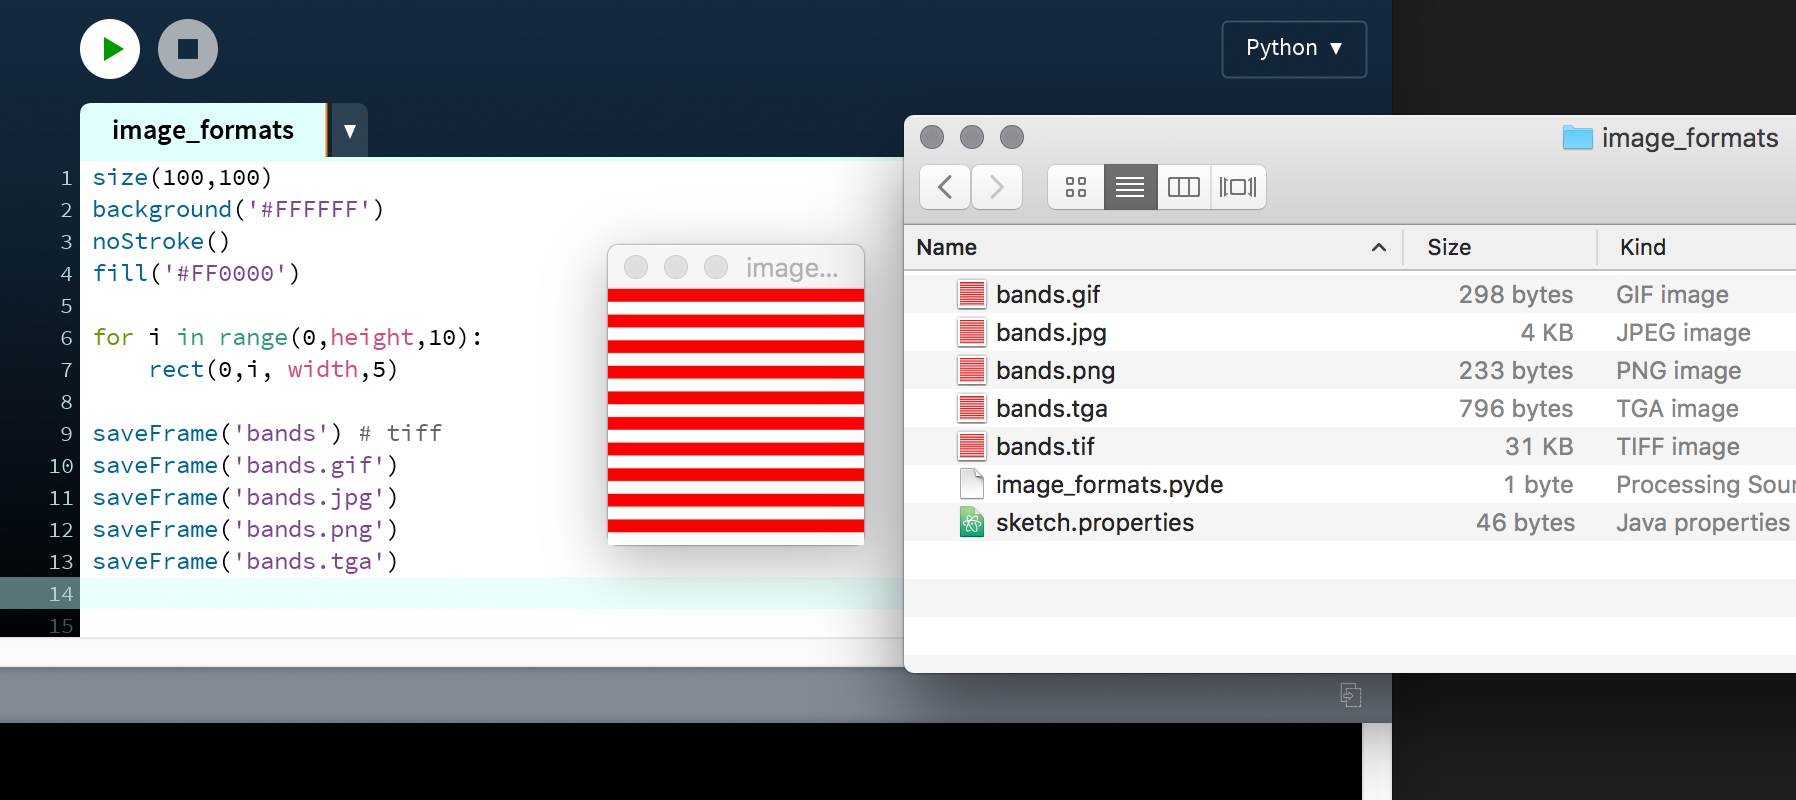 Python ▼
image_formats ▼
1 size(100,100)
2 background('#FFFFFF')
3 noStroke()
4 fill('#FF0000')
5
6 for i in range(0,height,10):
7     rect(0,i, width,5)
8
9 saveFrame('bands') # tiff
10 saveFrame('bands.gif')
11 saveFrame('bands.jpg')
12 saveFrame('bands.png')
13 saveFrame('bands.tga')
14
15
image...
image_formats
Name Size Kind
bands.gif 298 bytes GIF image
bands.jpg 4 KB JPEG image
bands.png 233 bytes PNG image
bands.tga 796 bytes TGA image
bands.tif 31 KB TIFF image
image_formats.pyde 1 byte Processing Sour
sketch.properties 46 bytes Java properties